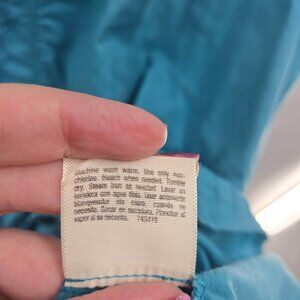 Machine wash warm. Use only non-
chlorine, bleach when needed. Tumble
dry. Steam iron as needed. Lavar en
lavadora con agua tibia. Usar solamente
blanqueador sin cloro, cuando se
necesite. Secar en secadora. Planchar al
vapor si se necesita. 745419